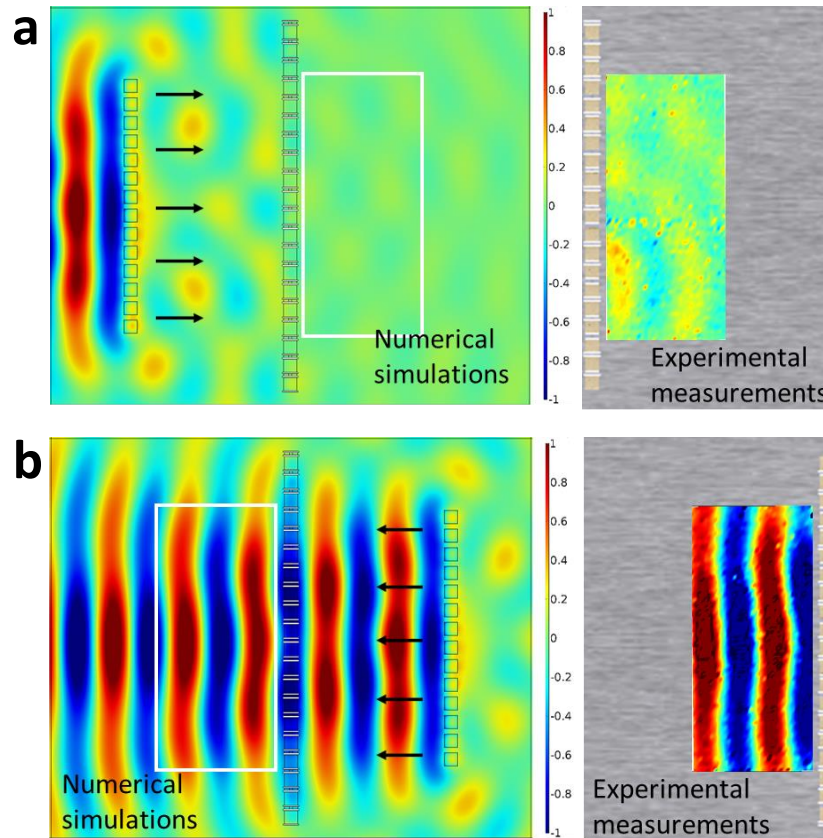 a
1
0.8
0.6
0.4
0.2
0
-0.2
-0.4
-0.6
-0.8
-1
Numerical
simulations
Experimental
measurements
b
1
0.8
0.6
0.4
0.2
0
-0.2
-0.4
-0.6
-0.8
-1
Numerical
simulations
Experimental
measurements